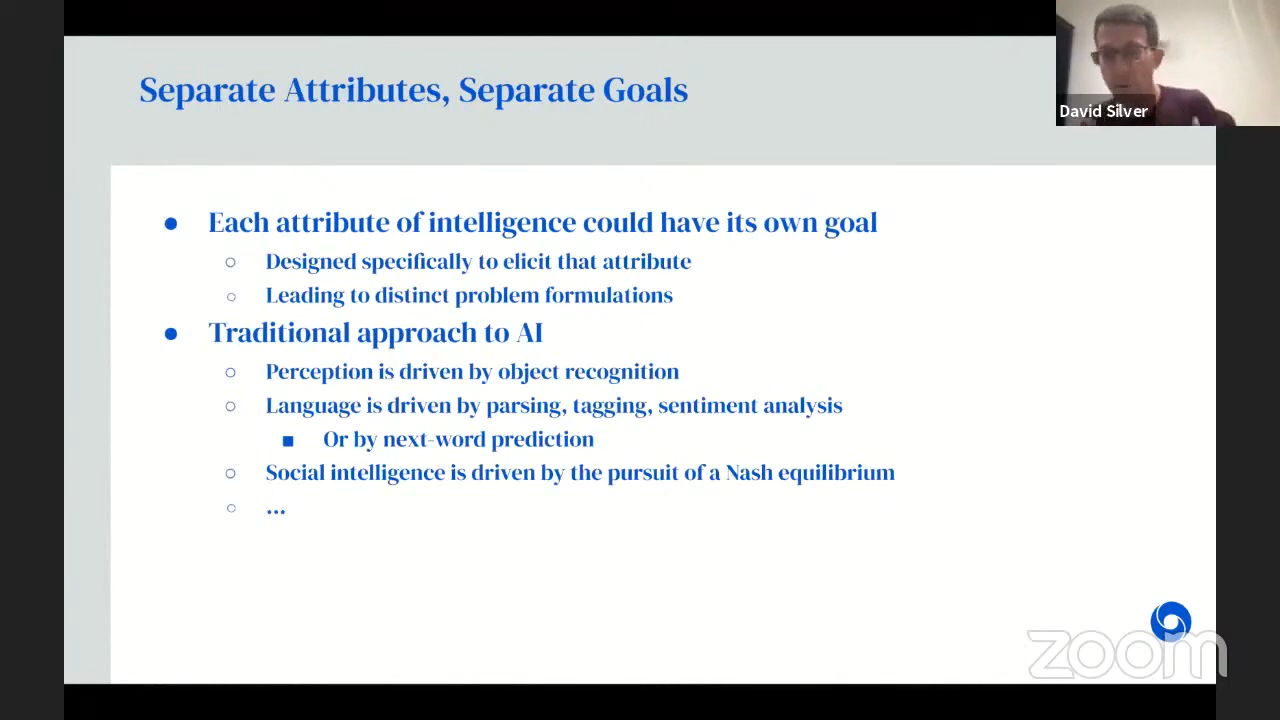 Separate Attributes, Separate Goals
David Silver
● Each attribute of intelligence could have its own goal
○ Designed specifically to elicit that attribute
○ Leading to distinct problem formulations
● Traditional approach to AI
○ Perception is driven by object recognition
○ Language is driven by parsing, tagging, sentiment analysis
■ Or by next-word prediction
○ Social intelligence is driven by the pursuit of a Nash equilibrium
○ ...
zoom